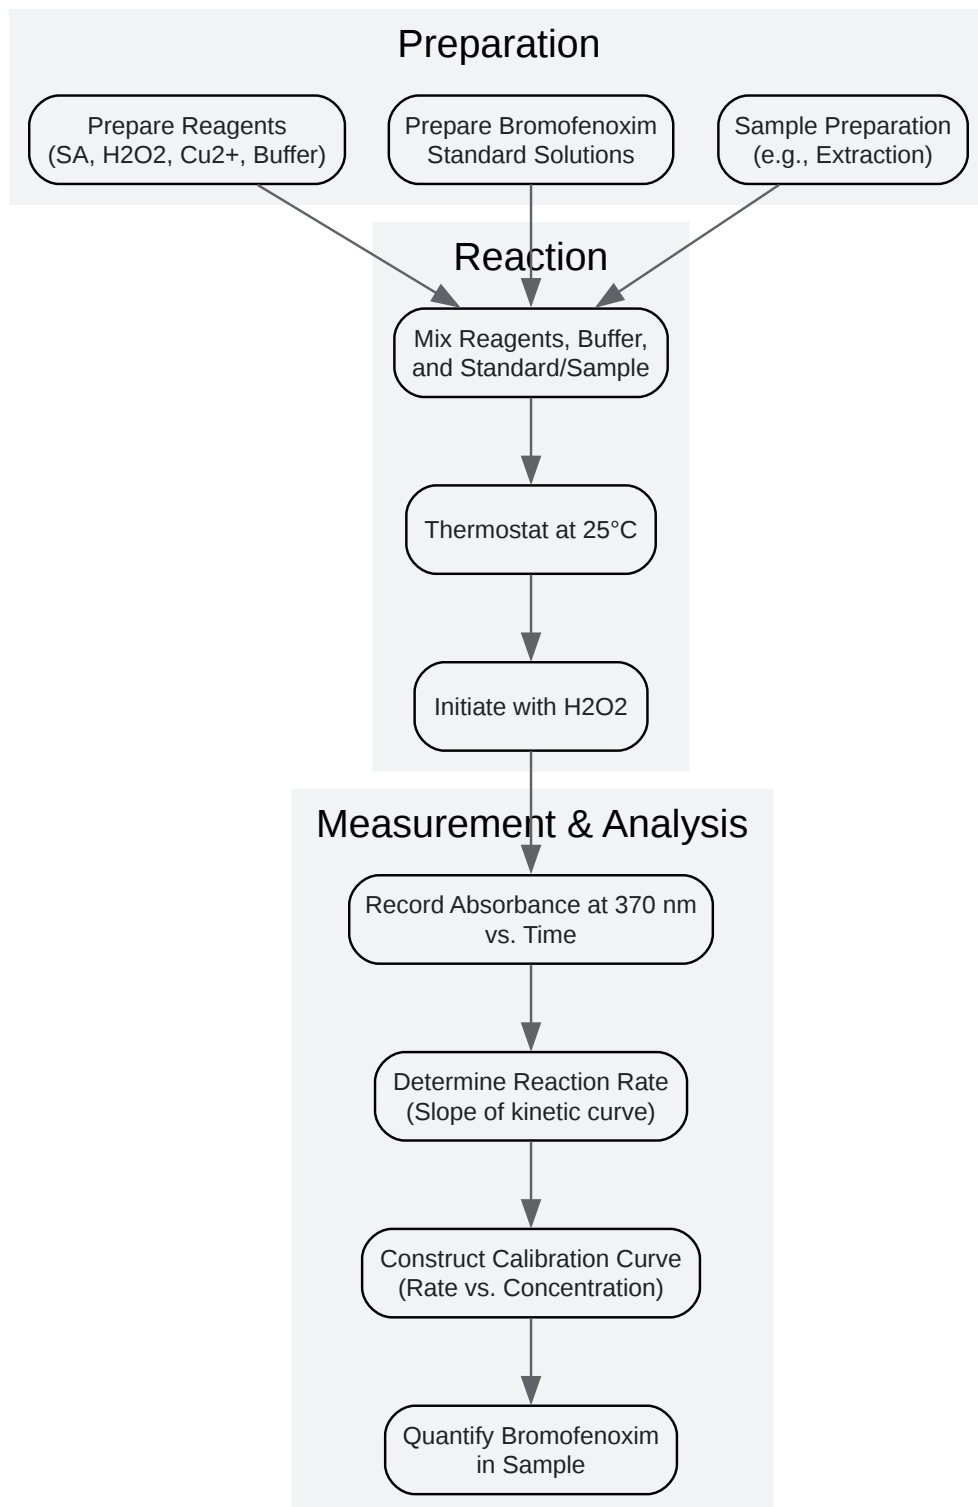 Preparation
Prepare Reagents
(SA, H2O2, Cu2+, Buffer)
Prepare Bromofenoxim
Standard Solutions
Sample Preparation
(e.g., Extraction)
Reaction
Mix Reagents, Buffer,
and Standard/Sample
Thermostat at 25°C
Initiate with H2O2
Measurement & Analysis
Record Absorbance at 370 nm
vs. Time
Determine Reaction Rate
(Slope of kinetic curve)
Construct Calibration Curve
(Rate vs. Concentration)
Quantify Bromofenoxim
in Sample